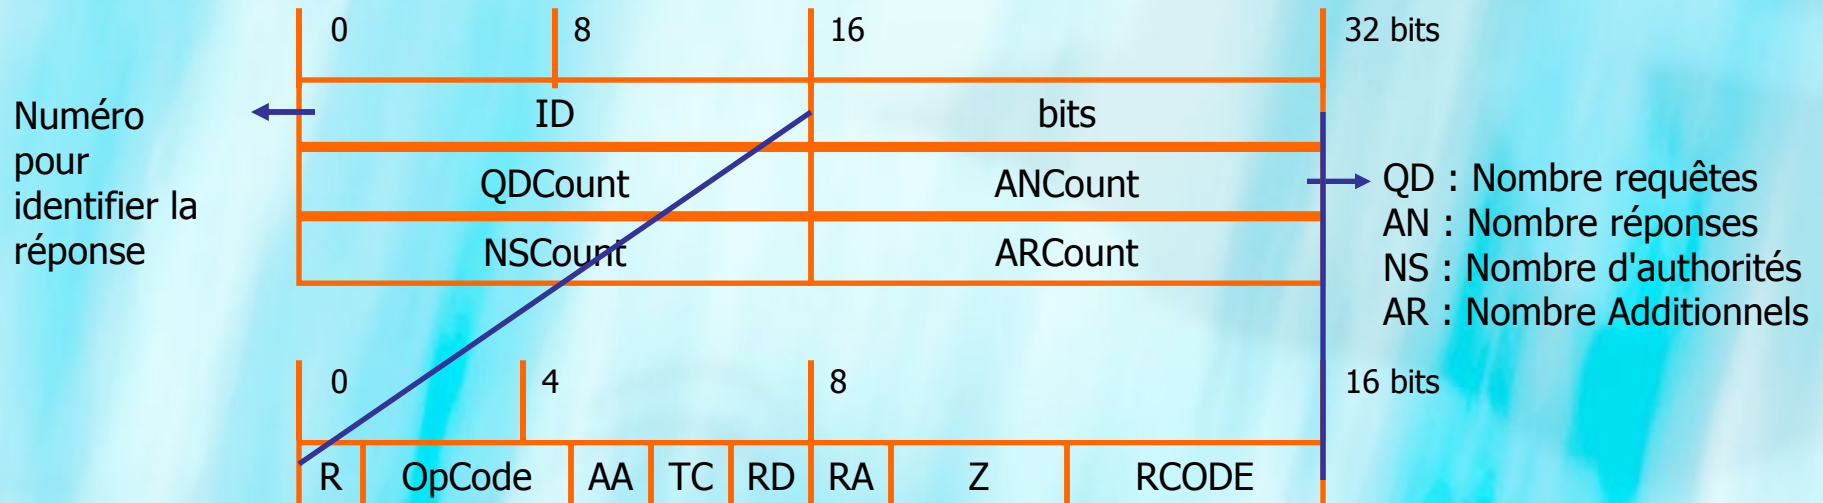 0 8 16 32 bits
Numéro
pour
identifier la
réponse
ID bits
QDCount ANCount
NSCount ARCount
QD : Nombre requêtes
AN : Nombre réponses
NS : Nombre d'authorités
AR : Nombre Additionnels
0 4 8 16 bits
R OpCode AA TC RD RA Z RCODE